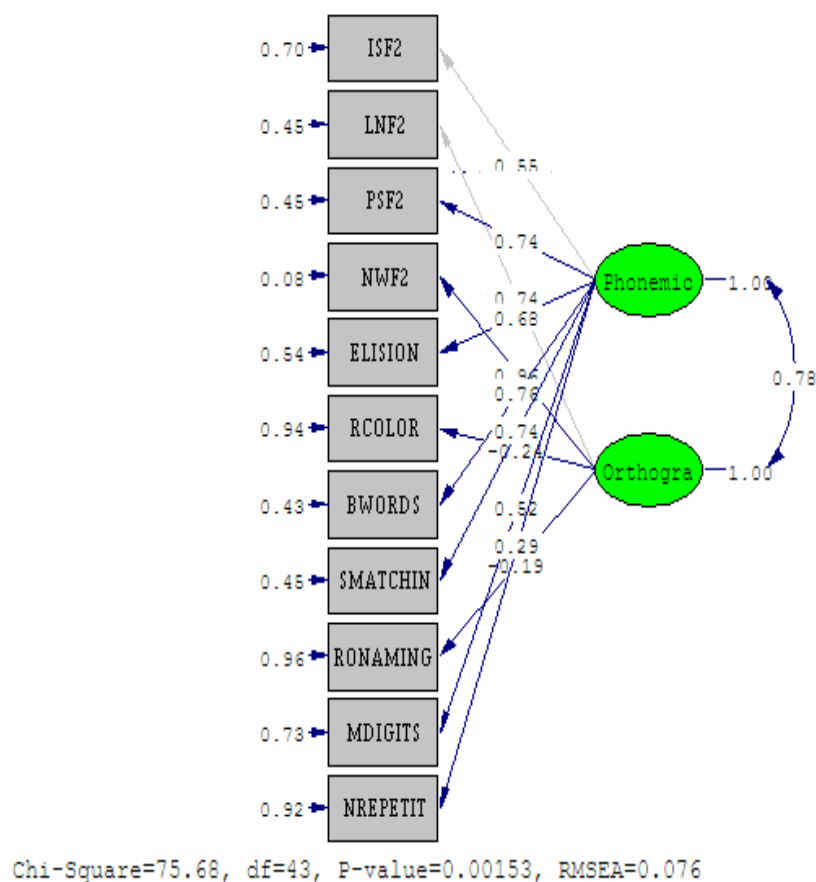 0.70 ISF2
0.45 LNF2
0.55
0.45 PSF2
0.74
0.08 NWF2
Phonemic 1.00
0.74
0.68
0.54 ELISION
0.96
0.78
0.76
0.94 RCOLOR
0.74
-0.24
Orthogra 1.00
0.43 BWORDS
0.52
0.29
-0.19
0.45 SMATCHIN
0.96 RONAMING
0.73 MDIGITS
0.92 NREPETIT
Chi-Square=75.68, df=43, P-value=0.00153, RMSEA=0.076